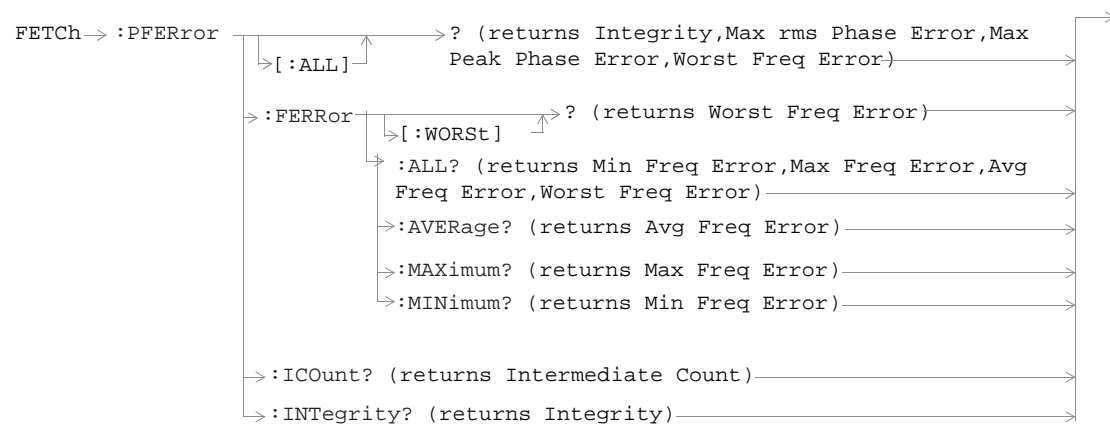 FETCh :PFERror ? (returns Integrity,Max rms Phase Error,Max
[:ALL] Peak Phase Error,Worst Freq Error)
:FERRor ? (returns Worst Freq Error)
[:WORSt]
:ALL? (returns Min Freq Error,Max Freq Error,Avg
Freq Error,Worst Freq Error)
:AVERage? (returns Avg Freq Error)
:MAXimum? (returns Max Freq Error)
:MINimum? (returns Min Freq Error)
:ICOunt? (returns Intermediate Count)
:INTegrity? (returns Integrity)